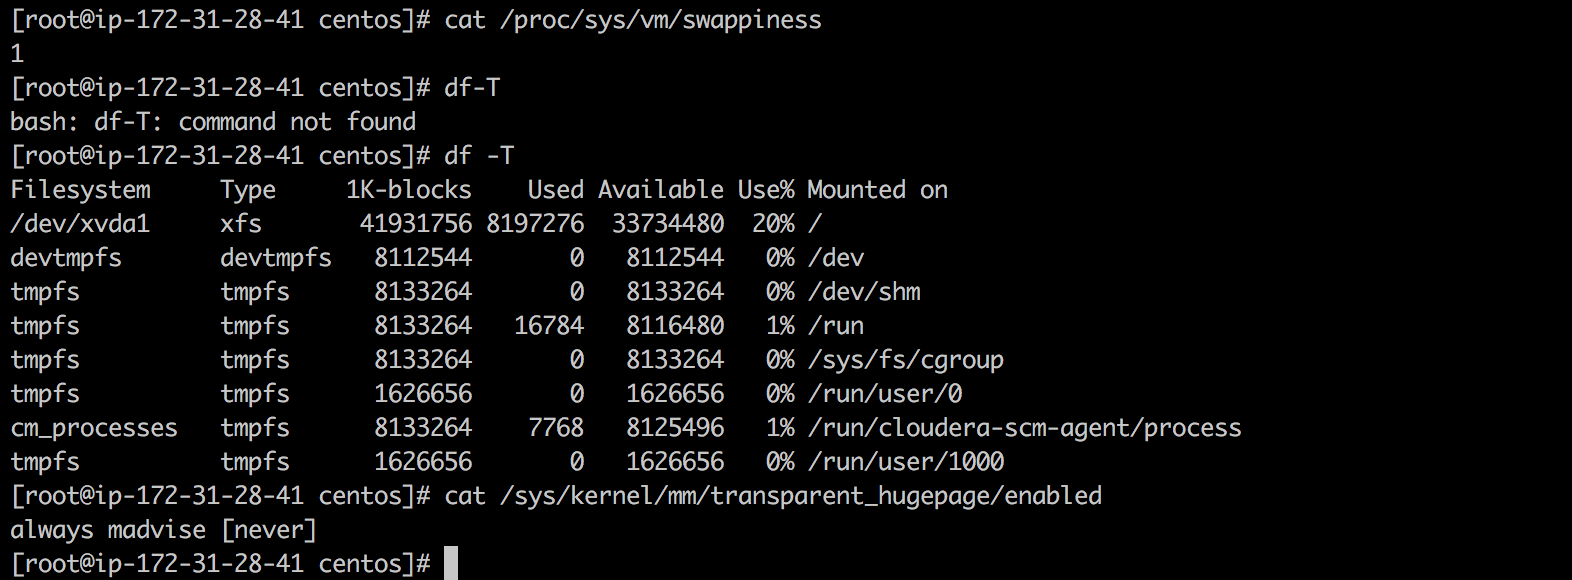 [root@ip-172-31-28-41 centos]# cat /proc/sys/vm/swappiness
1
[root@ip-172-31-28-41 centos]# df-T
bash: df-T: command not found
[root@ip-172-31-28-41 centos]# df -T
Filesystem     Type     1K-blocks    Used Available Use% Mounted on
/dev/xvda1     xfs       41931756 8197276  33734480  20% /
devtmpfs       devtmpfs   8112544       0   8112544   0% /dev
tmpfs          tmpfs      8133264       0   8133264   0% /dev/shm
tmpfs          tmpfs      8133264   16784   8116480   1% /run
tmpfs          tmpfs      8133264       0   8133264   0% /sys/fs/cgroup
tmpfs          tmpfs      1626656       0   1626656   0% /run/user/0
cm_processes   tmpfs      8133264    7768   8125496   1% /run/cloudera-scm-agent/process
tmpfs          tmpfs      1626656       0   1626656   0% /run/user/1000
[root@ip-172-31-28-41 centos]# cat /sys/kernel/mm/transparent_hugepage/enabled
always madvise [never]
[root@ip-172-31-28-41 centos]#